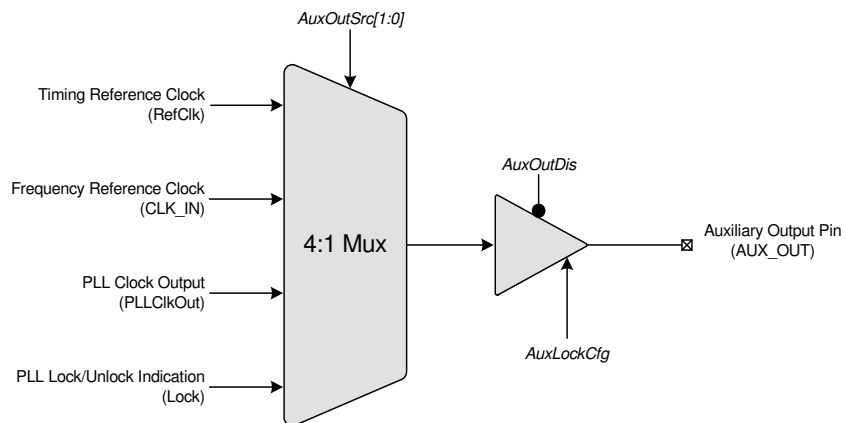 AuxOutSrc[1:0]
Timing Reference Clock
(RefClk)
Frequency Reference Clock
(CLK_IN)
PLL Clock Output
(PLLClkOut)
PLL Lock/Unlock Indication
(Lock)
4:1 Mux
AuxOutDis
AuxLockCfg
Auxiliary Output Pin
(AUX_OUT)